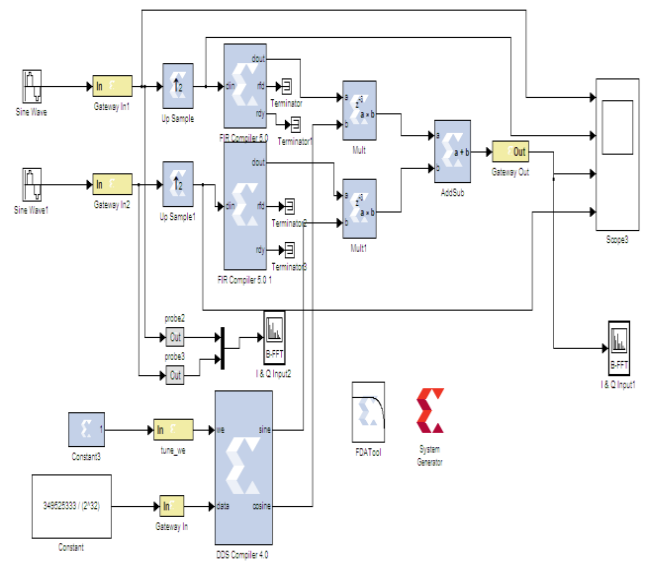 Sine Wave
In
Gateway In1
2
Up Sample
din
dout
rfd
rdy
FIR Compiler 5.0
Terminator
Terminator1
a
b
a × b
Mult
a
b
a + b
AddSub
Out
Gateway Out
Scope3
Sine Wave1
In
Gateway In2
2
Up Sample1
din
dout
rfd
rdy
FIR Compiler 5.0 1
Terminator2
Terminator3
a
b
a × b
Mult1
probe2
Out
probe3
Out
B-FFT
I & Q Input2
B-FFT
I & Q Input1
1
Constant3
In
tune_we
we
data
sine
cosine
DDS Compiler 4.0
349525333 / (2^32)
Constant
In
Gateway In
FDATool
System
Generator